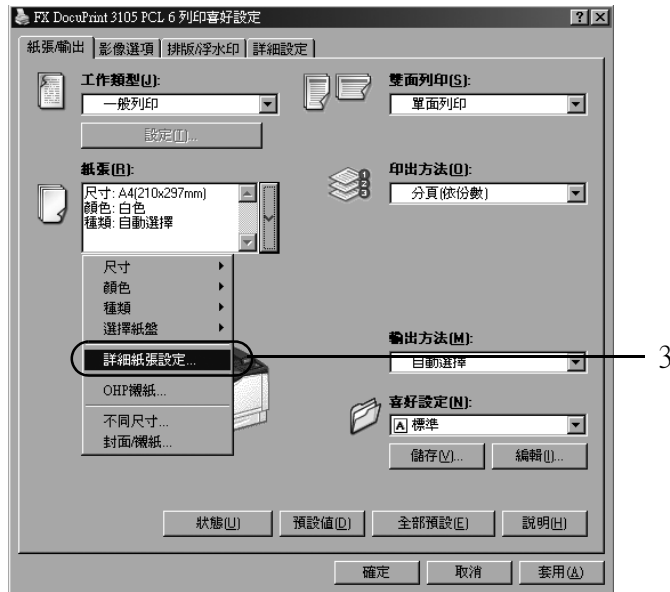 FX DocuPrint 3105 PCL 6 列印喜好設定
紙張/輸出 影像選項 排版/浮水印 詳細設定
工作類型(J):
一般列印
設定(T)...
雙面列印(S):
單面列印
紙張(R):
尺寸: A4(210x297mm)
顏色: 白色
種類: 自動選擇
印出方法(O):
分頁(依份數)
尺寸
顏色
種類
選擇紙盤
詳細紙張設定...
OHP襯紙...
不同尺寸...
封面/襯紙...
3
輸出方法(M):
自動選擇
喜好設定(N):
A 標準
儲存(V)... 編輯(I)...
狀態(U) 預設值(D) 全部預設(E) 說明(H)
確定 取消 套用(A)